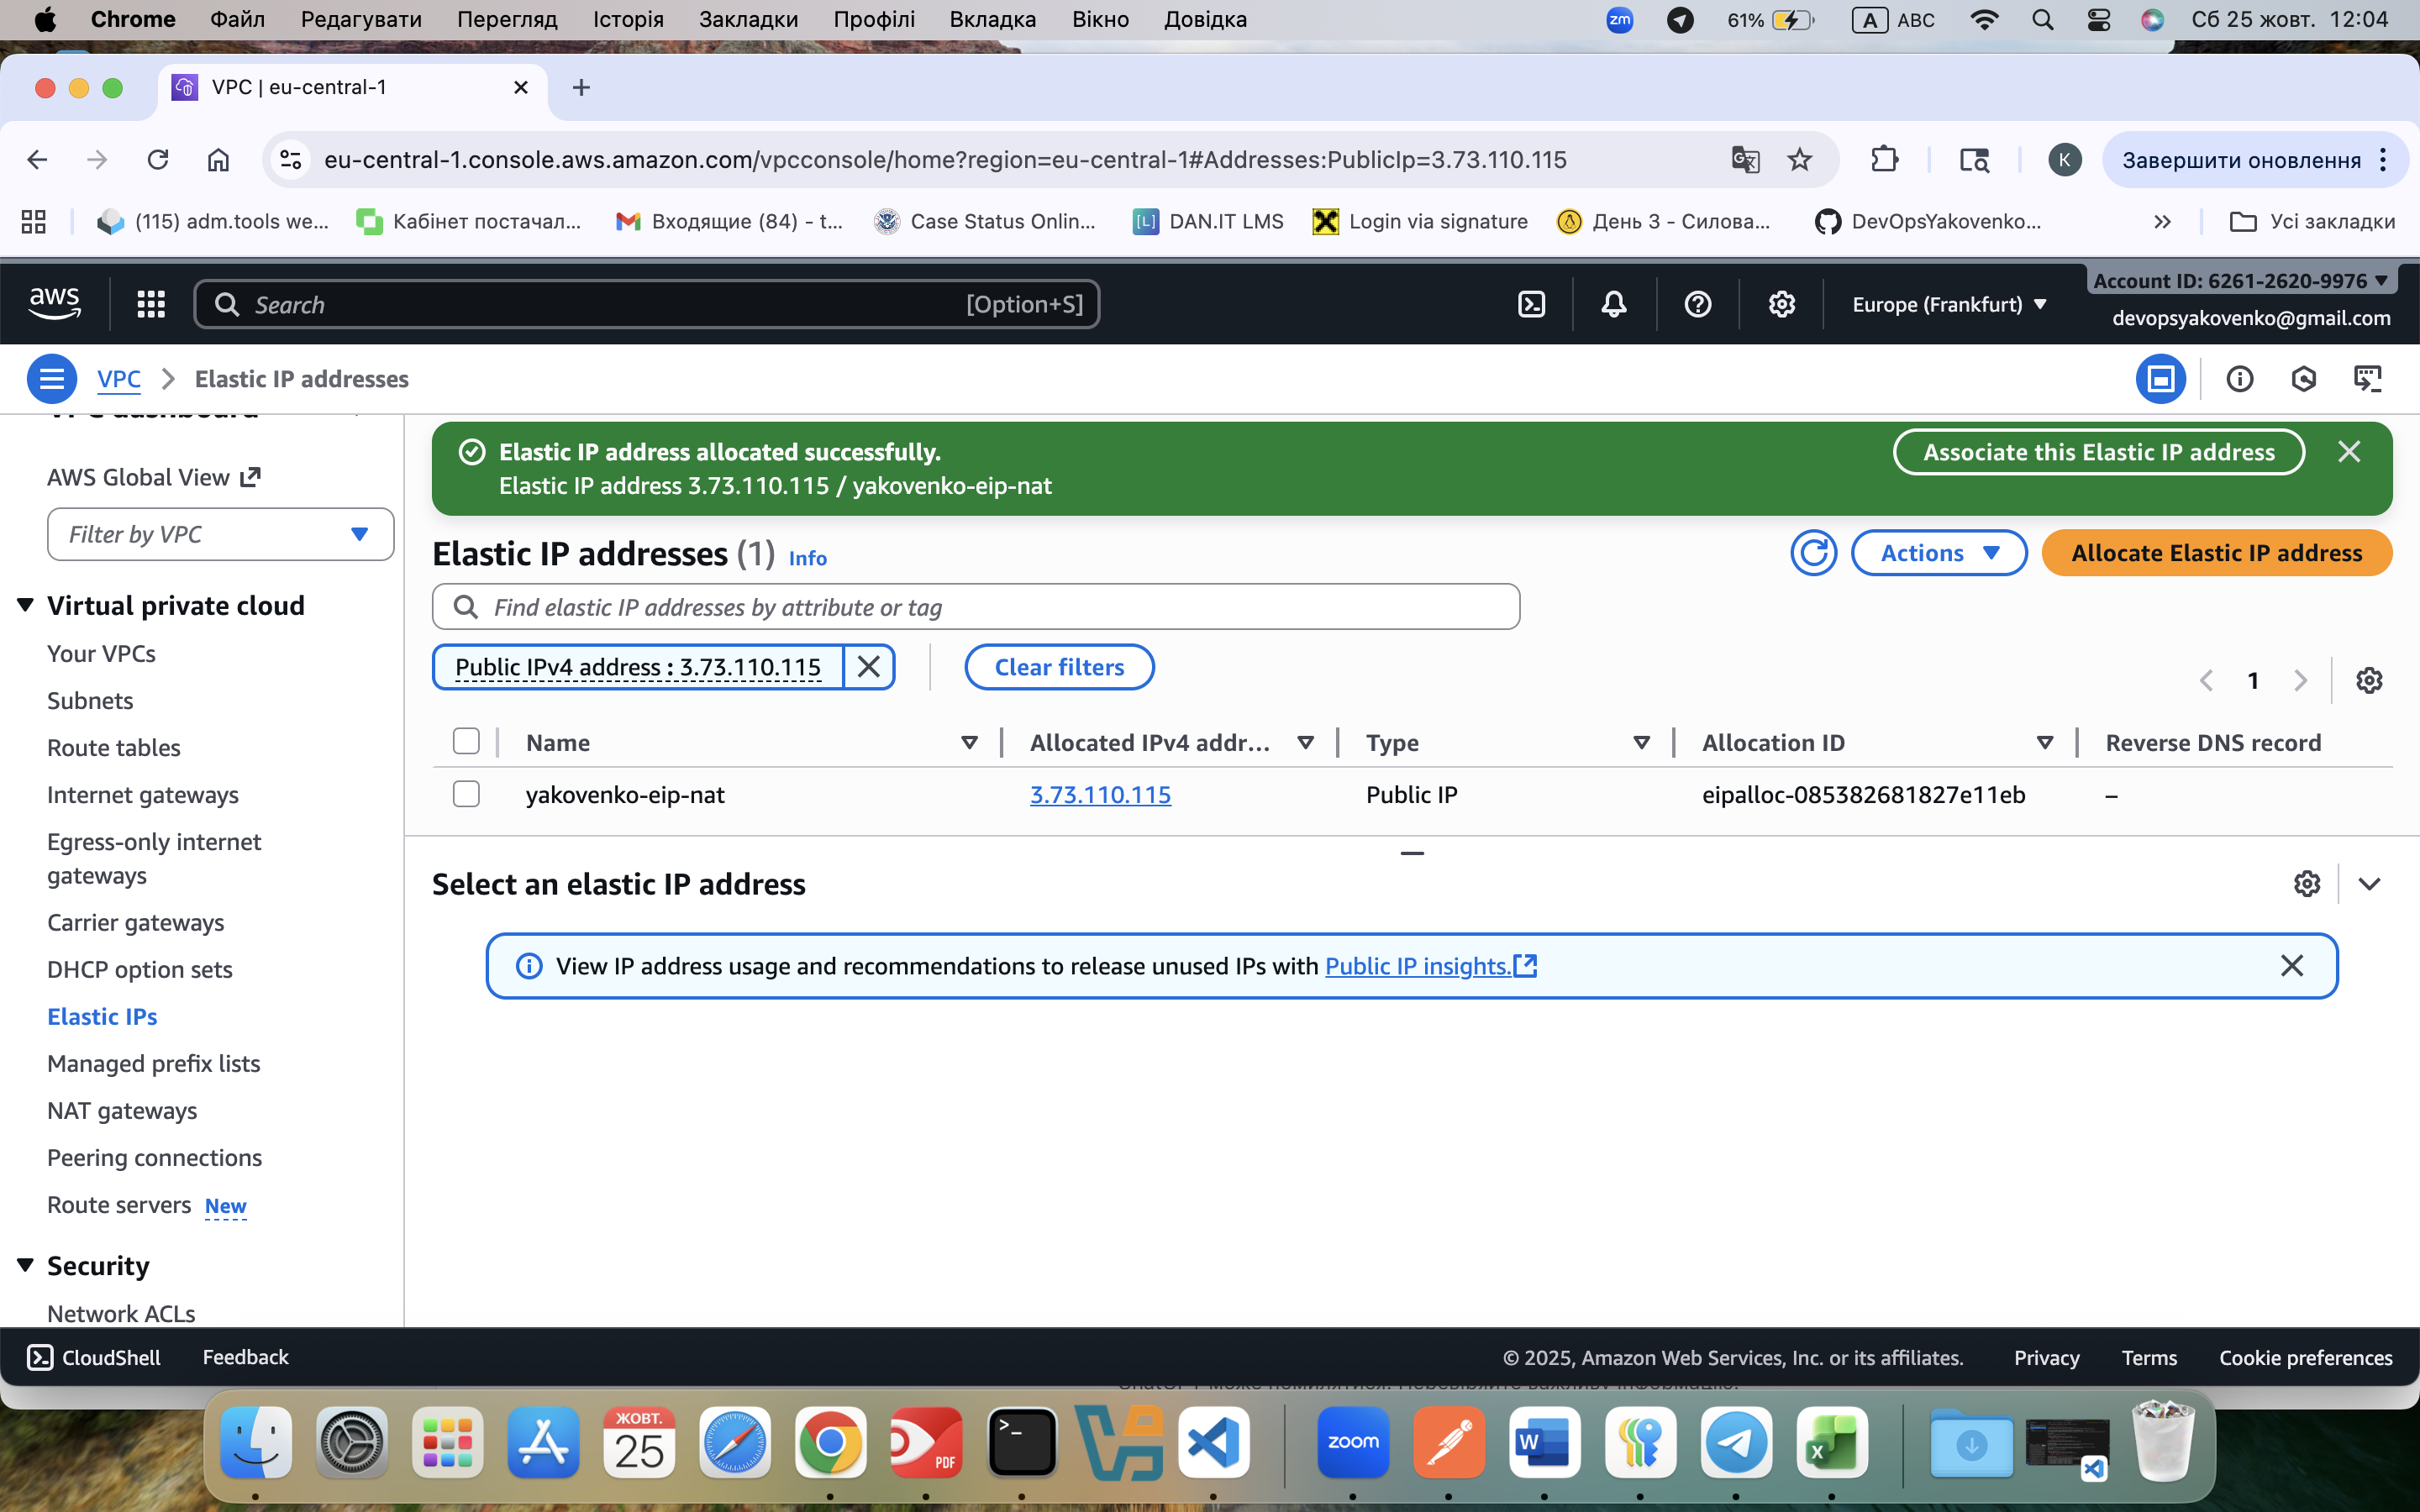 Chrome Файл Редагувати Перегляд Історія Закладки Профілі Вкладка Вікно Довідка zm 61% A ABC Сб 25 жовт. 12:04
VPC | eu-central-1
eu-central-1.console.aws.amazon.com/vpcconsole/home?region=eu-central-1#Addresses:PublicIp=3.73.110.115 K Завершити оновлення
(115) adm.tools we... Кабінет постачал... Входящие (84) - t... Case Status Onlin... [L] DAN.IT LMS Login via signature День 3 - Силова... DevOpsYakovenko... Усі закладки
aws Search [Option+S] Europe (Frankfurt) Account ID: 6261-2620-9976
devopsyakovenko@gmail.com
VPC Elastic IP addresses
VPC dashboard
AWS Global View
Filter by VPC
Virtual private cloud
Your VPCs
Subnets
Route tables
Internet gateways
Egress-only internet
gateways
Carrier gateways
DHCP option sets
Elastic IPs
Managed prefix lists
NAT gateways
Peering connections
Route servers New
Security
Network ACLs
Elastic IP address allocated successfully.
Elastic IP address 3.73.110.115 / yakovenko-eip-nat
Associate this Elastic IP address
Elastic IP addresses (1) Info
Actions Allocate Elastic IP address
Find elastic IP addresses by attribute or tag
Public IPv4 address : 3.73.110.115 Clear filters
1
Name Allocated IPv4 addr... Type Allocation ID Reverse DNS record
yakovenko-eip-nat 3.73.110.115 Public IP eipalloc-085382681827e11eb –
Select an elastic IP address
View IP address usage and recommendations to release unused IPs with Public IP insights.
CloudShell Feedback © 2025, Amazon Web Services, Inc. or its affiliates. Privacy Terms Cookie preferences
ЖОВТ.
25
PDF
zoom
W
X